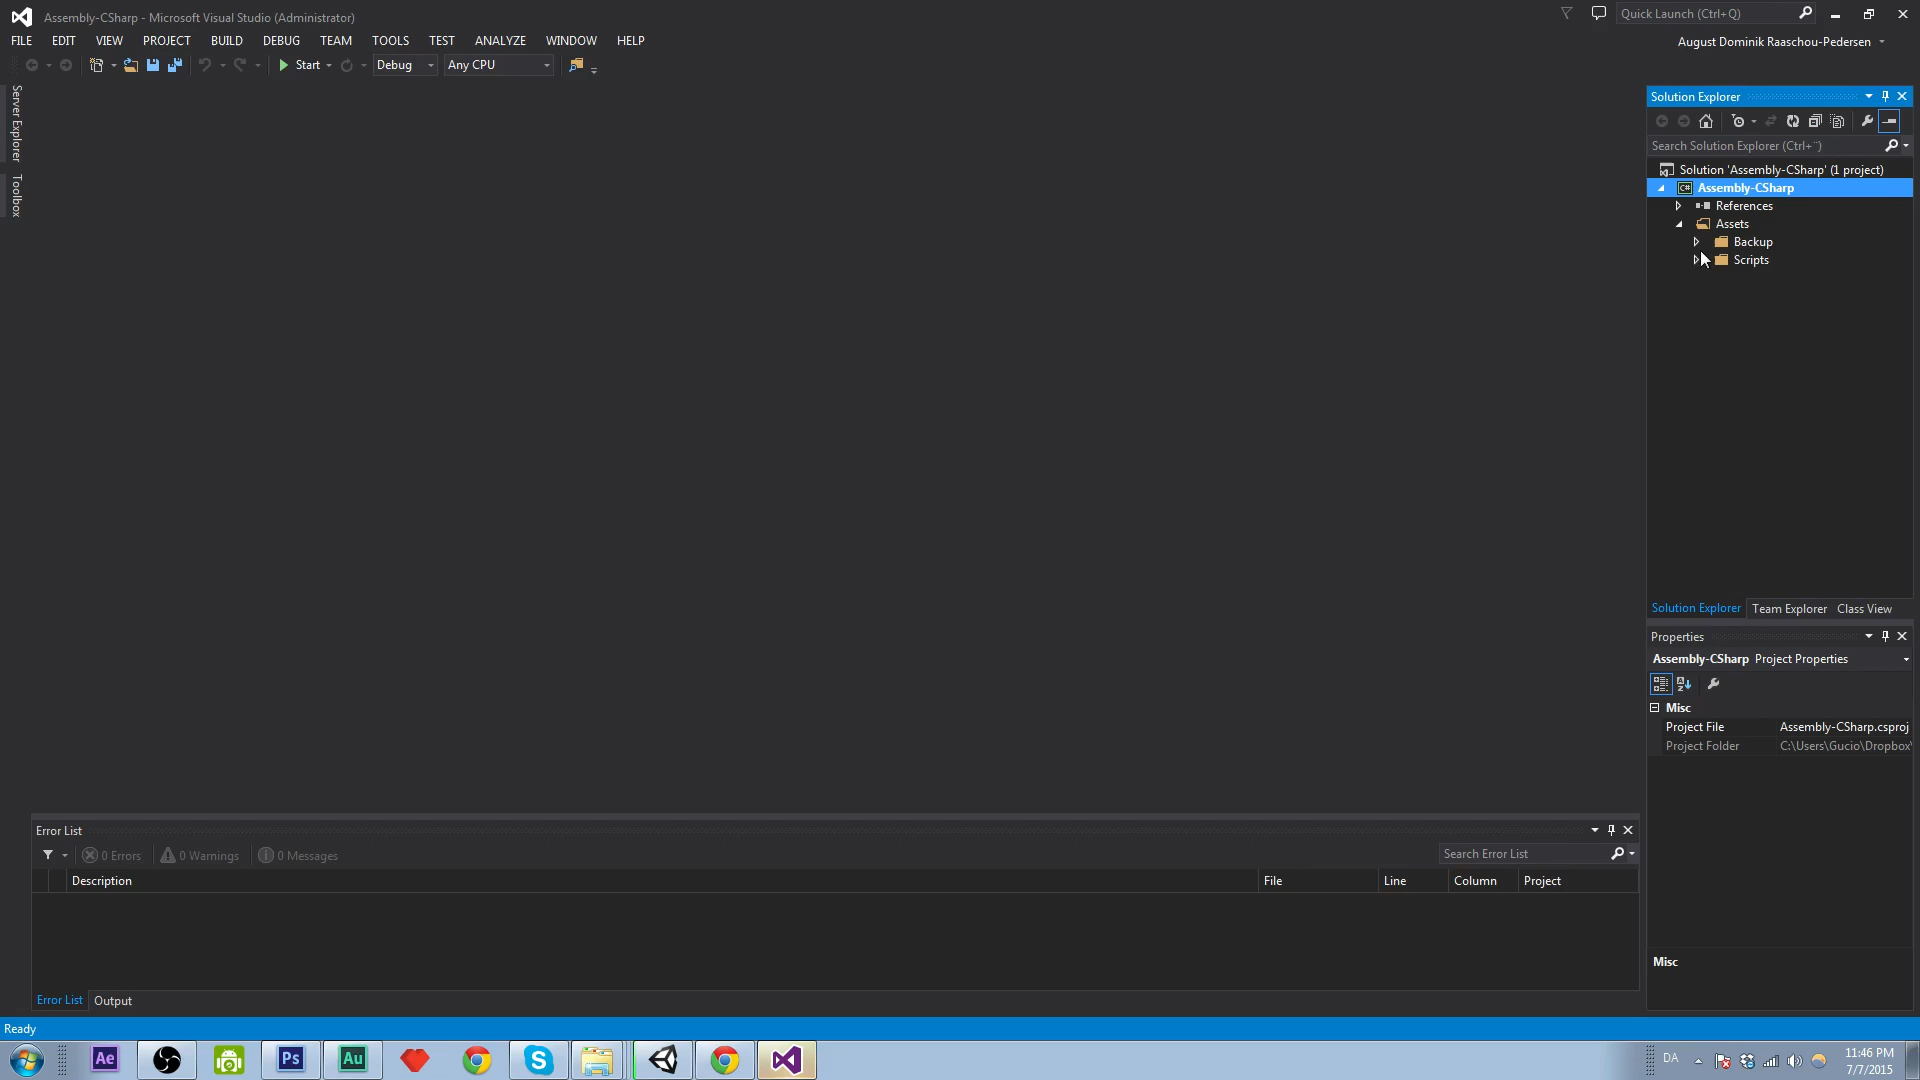 Assembly-CSharp - Microsoft Visual Studio (Administrator)
Quick Launch (Ctrl+Q)
FILE EDIT VIEW PROJECT BUILD DEBUG TEAM TOOLS TEST ANALYZE WINDOW HELP
August Dominik Raaschou-Pedersen
Start Debug Any CPU
Server Explorer
Toolbox
Solution Explorer
Search Solution Explorer (Ctrl+¨)
Solution 'Assembly-CSharp' (1 project)
C# Assembly-CSharp
References
Assets
Backup
Scripts
Solution Explorer Team Explorer Class View
Properties
Assembly-CSharp Project Properties
Misc
Project File Assembly-CSharp.csproj
Project Folder C:\Users\Gucio\Dropbox\
Misc
Error List
0 Errors 0 Warnings 0 Messages
Search Error List
Description File Line Column Project
Error List Output
Ready
Ae Ps Au
DA
11:46 PM
7/7/2015